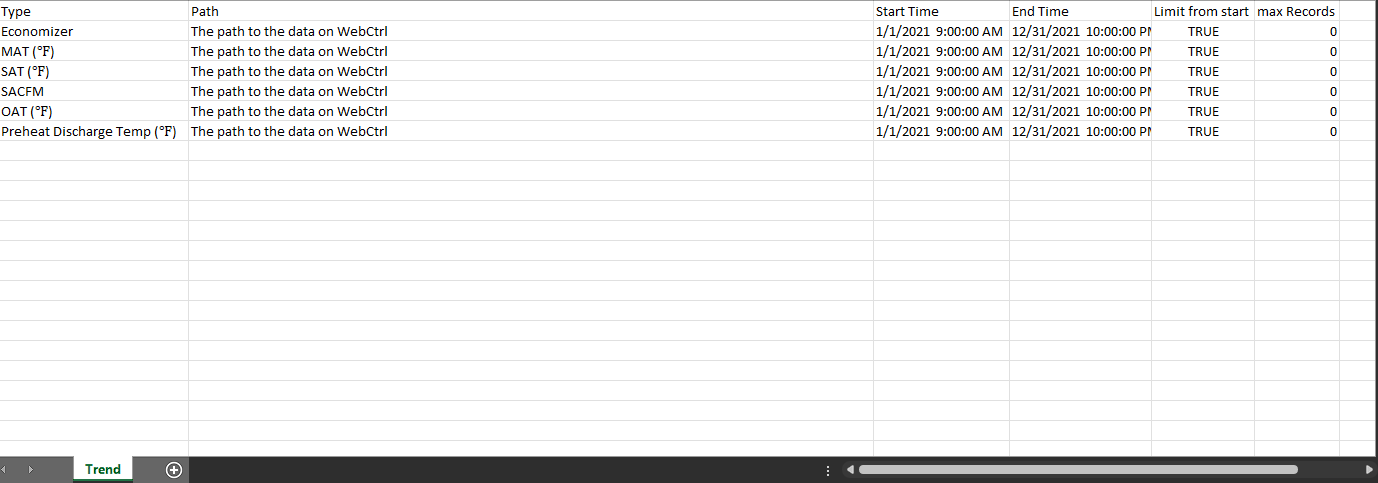 Type Path Start Time End Time Limit from start max Records
Economizer The path to the data on WebCtrl 1/1/2021 9:00:00 AM 12/31/2021 10:00:00 PM TRUE 0
MAT (°F) The path to the data on WebCtrl 1/1/2021 9:00:00 AM 12/31/2021 10:00:00 PM TRUE 0
SAT (°F) The path to the data on WebCtrl 1/1/2021 9:00:00 AM 12/31/2021 10:00:00 PM TRUE 0
SACFM The path to the data on WebCtrl 1/1/2021 9:00:00 AM 12/31/2021 10:00:00 PM TRUE 0
OAT (°F) The path to the data on WebCtrl 1/1/2021 9:00:00 AM 12/31/2021 10:00:00 PM TRUE 0
Preheat Discharge Temp (°F) The path to the data on WebCtrl 1/1/2021 9:00:00 AM 12/31/2021 10:00:00 PM TRUE 0
Trend